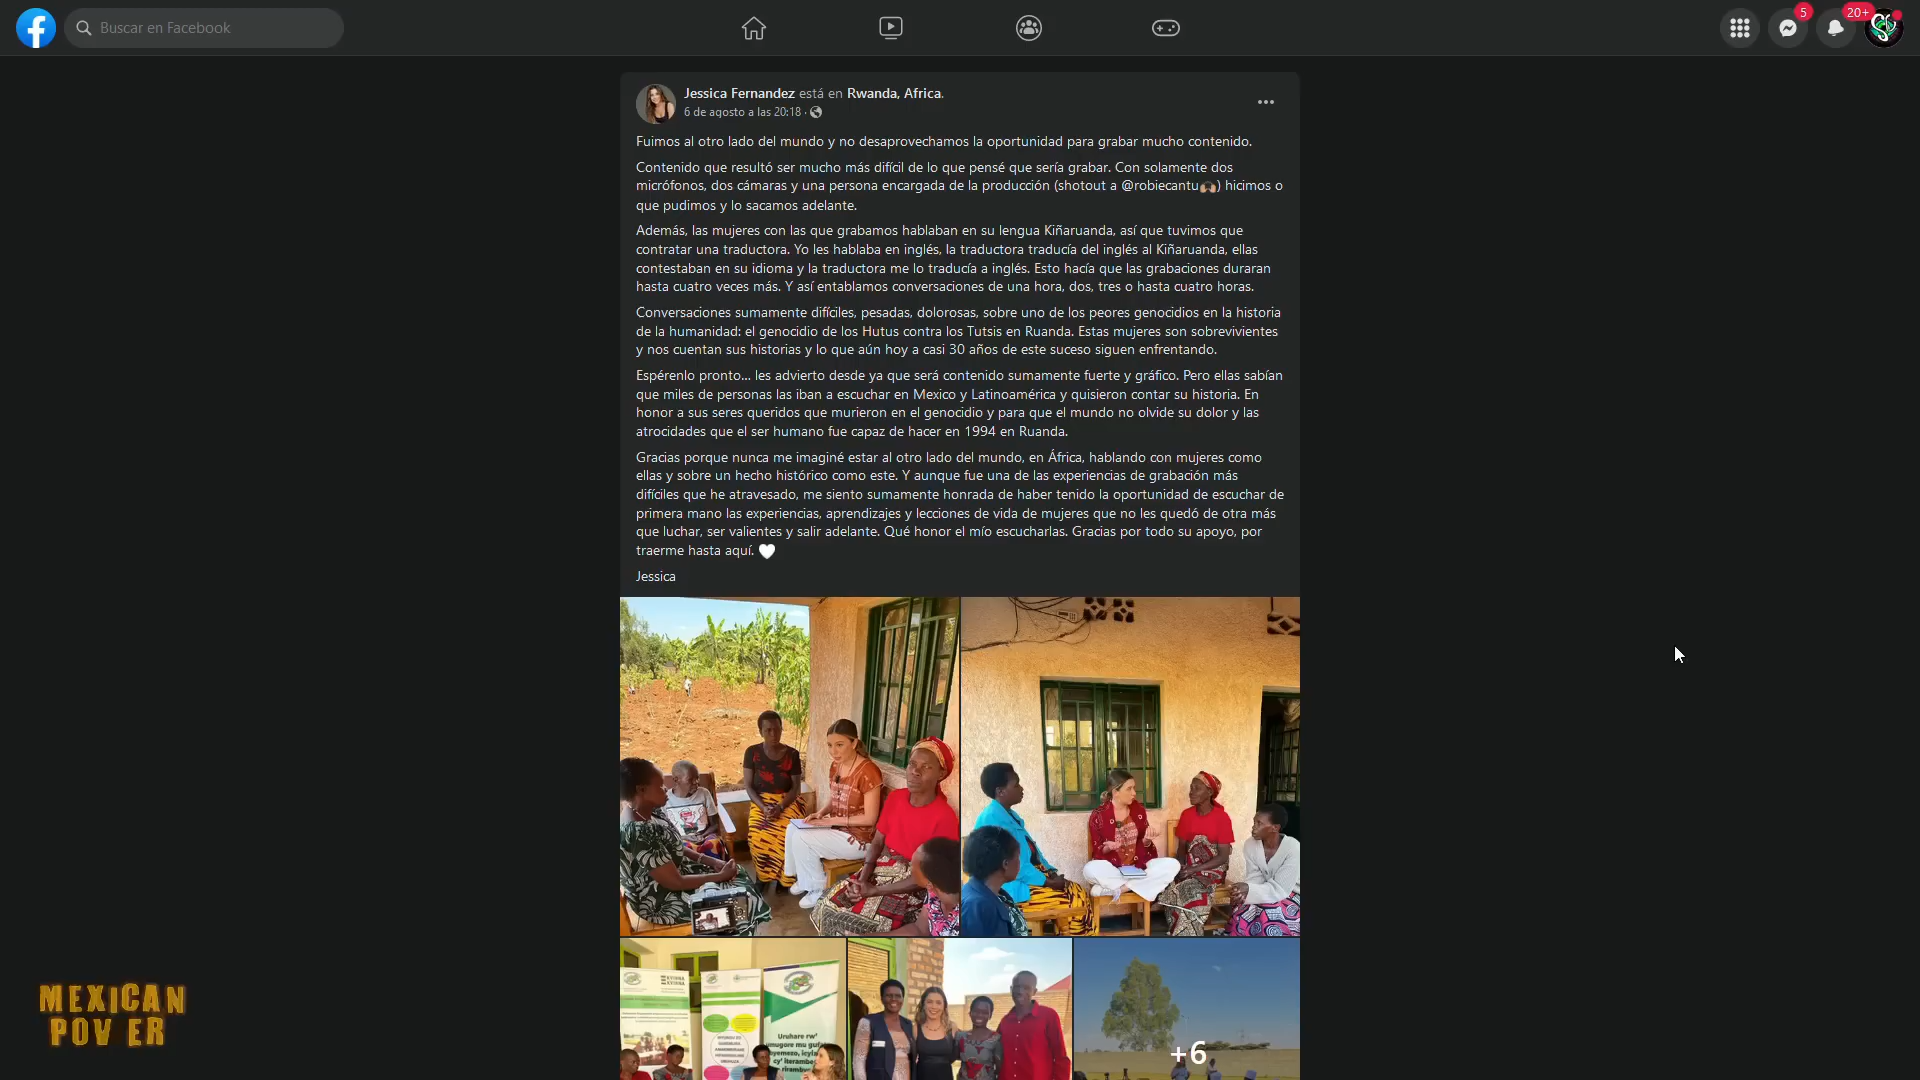 Buscar en Facebook
5
20+
Jessica Fernandez está en Rwanda, Africa.
6 de agosto a las 20:18 ·
Fuimos al otro lado del mundo y no desaprovechamos la oportunidad para grabar mucho contenido.
Contenido que resultó ser mucho más difícil de lo que pensé que sería grabar. Con solamente dos
micrófonos, dos cámaras y una persona encargada de la producción (shotout a @robiecantu🙌🏽) hicimos o
que pudimos y lo sacamos adelante.
Además, las mujeres con las que grabamos hablaban en su lengua Kiñaruanda, así que tuvimos que
contratar una traductora. Yo les hablaba en inglés, la traductora traducía del inglés al Kiñaruanda, ellas
contestaban en su idioma y la traductora me lo traducía a inglés. Esto hacía que las grabaciones duraran
hasta cuatro veces más. Y así entablamos conversaciones de una hora, dos, tres o hasta cuatro horas.
Conversaciones sumamente difíciles, pesadas, dolorosas, sobre uno de los peores genocidios en la historia
de la humanidad: el genocidio de los Hutus contra los Tutsis en Ruanda. Estas mujeres son sobrevivientes
y nos cuentan sus historias y lo que aún hoy a casi 30 años de este suceso siguen enfrentando.
Espérenlo pronto... les advierto desde ya que será contenido sumamente fuerte y gráfico. Pero ellas sabían
que miles de personas las iban a escuchar en Mexico y Latinoamérica y quisieron contar su historia. En
honor a sus seres queridos que murieron en el genocidio y para que el mundo no olvide su dolor y las
atrocidades que el ser humano fue capaz de hacer en 1994 en Ruanda.
Gracias porque nunca me imaginé estar al otro lado del mundo, en África, hablando con mujeres como
ellas y sobre un hecho histórico como este. Y aunque fue una de las experiencias de grabación más
difíciles que he atravesado, me siento sumamente honrada de haber tenido la oportunidad de escuchar de
primera mano las experiencias, aprendizajes y lecciones de vida de mujeres que no les quedó de otra más
que luchar, ser valientes y salir adelante. Qué honor el mío escucharlas. Gracias por todo su apoyo, por
traerme hasta aquí. 🤍
Jessica
Uruhare rw'
+6
MEXICAN
POV ER